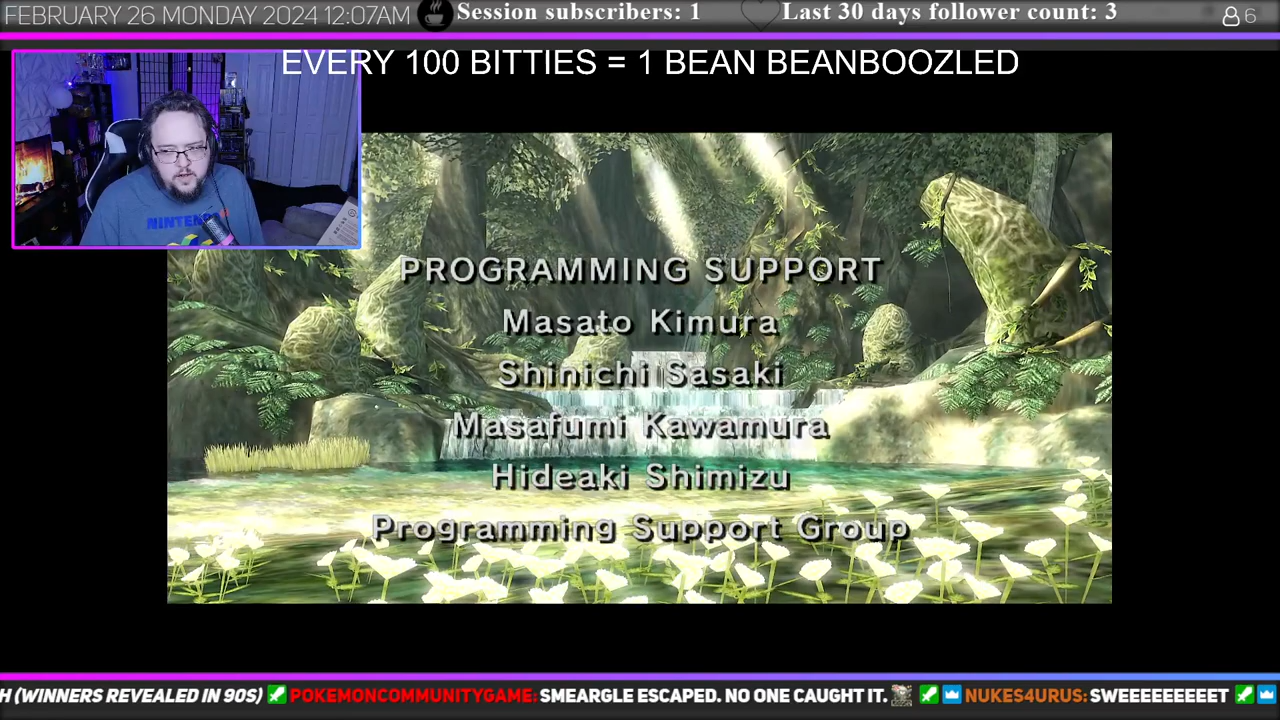 FEBRUARY 26 MONDAY 2024 12:07AM
Session subscribers: 1
Last 30 days follower count: 3
6
EVERY 100 BITTIES = 1 BEAN BEANBOOZLED
PROGRAMMING SUPPORT
Masato Kimura
Shinichi Sasaki
Masafumi Kawamura
Hideaki Shimizu
Programming Support Group
H (WINNERS REVEALED IN 90S) POKEMONCOMMUNITYGAME: SMEARGLE ESCAPED. NO ONE CAUGHT IT. NUKES4URUS: SWEEEEEEEEET